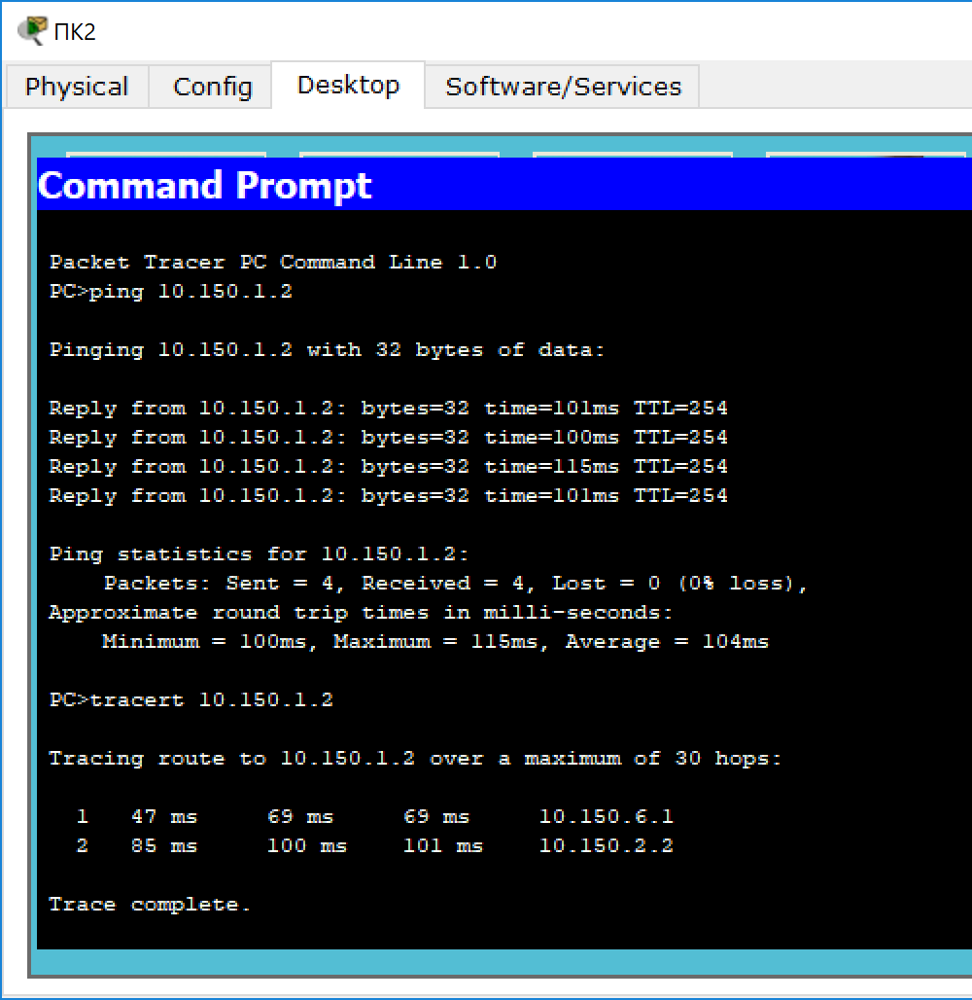 ПК2
Physical Config Desktop Software/Services
Command Prompt
Packet Tracer PC Command Line 1.0
PC>ping 10.150.1.2
Pinging 10.150.1.2 with 32 bytes of data:
Reply from 10.150.1.2: bytes=32 time=101ms TTL=254
Reply from 10.150.1.2: bytes=32 time=100ms TTL=254
Reply from 10.150.1.2: bytes=32 time=115ms TTL=254
Reply from 10.150.1.2: bytes=32 time=101ms TTL=254
Ping statistics for 10.150.1.2:
Packets: Sent = 4, Received = 4, Lost = 0 (0% loss),
Approximate round trip times in milli-seconds:
Minimum = 100ms, Maximum = 115ms, Average = 104ms
PC>tracert 10.150.1.2
Tracing route to 10.150.1.2 over a maximum of 30 hops:
1 47 ms 69 ms 69 ms 10.150.6.1
2 85 ms 100 ms 101 ms 10.150.2.2
Trace complete.